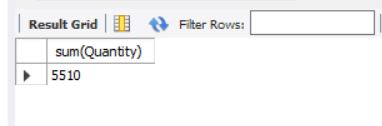 Result Grid Filter Rows:
sum(Quantity)
5510